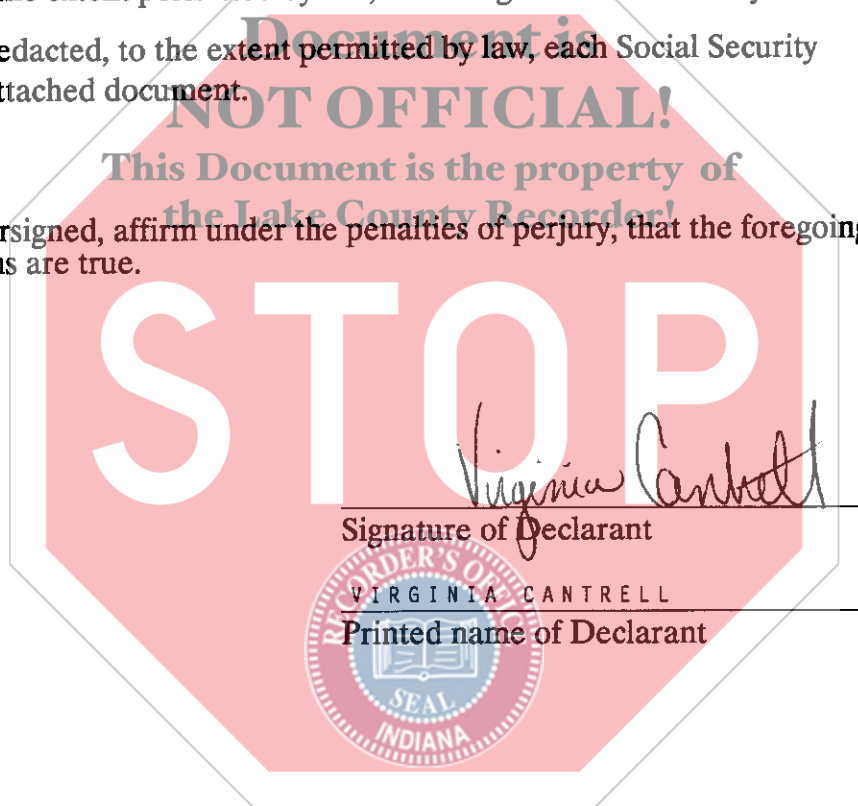 Document is
edacted, to the extent permitted by law, each Social Security
ttached document.
NOT OFFICIAL!
This Document is the property of
the Lake County Recorder!
rsigned, affirm under the penalties of perjury, that the foregoing
s are true.
STOP
Virginia Cantrell
Signature of Declarant
VIRGINIA CANTRELL
Printed name of Declarant
RECORDER'S OFFICE
SEAL
INDIANA